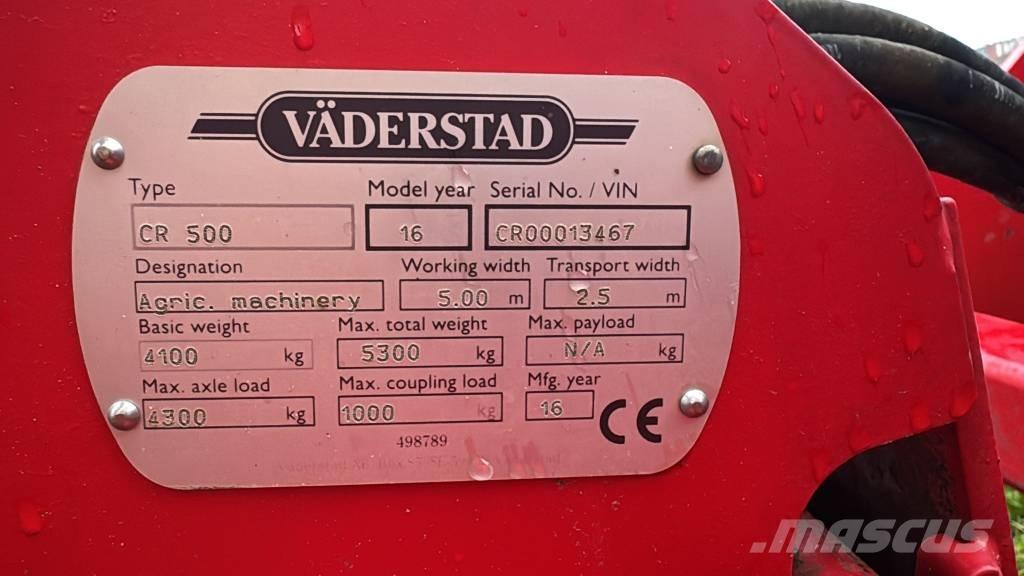 VÄDERSTAD
Type Model year Serial No. / VIN
CR 500 16 CR00013467
Designation Working width Transport width
Agric. machinery 5.00 m 2.5 m
Basic weight Max. total weight Max. payload
4100 kg 5300 kg N/A kg
Max. axle load Max. coupling load Mfg. year
4300 kg 1000 kg 16 CE
498789
MASCUS